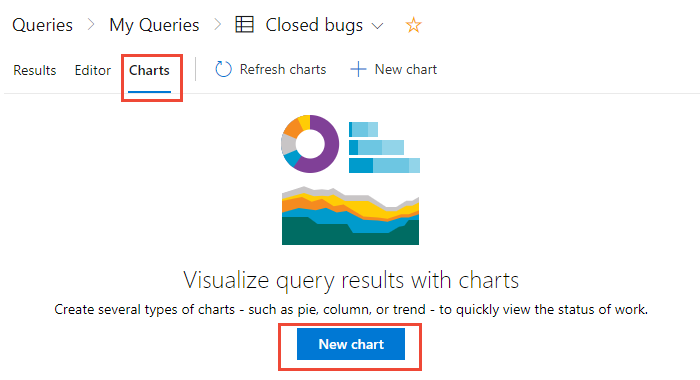 Queries > My Queries > Closed bugs
Results Editor Charts Refresh charts + New chart
Visualize query results with charts
Create several types of charts - such as pie, column, or trend - to quickly view the status of work.
New chart